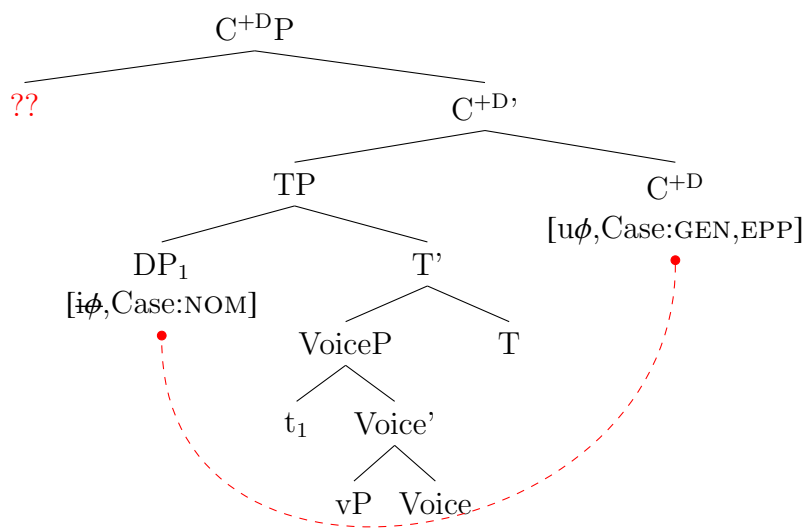 C⁺ᴰP
??
C⁺ᴰ’
TP
C⁺ᴰ
[uϕ,Case:GEN,EPP]
DP₁
T’
[iϕ,Case:NOM]
VoiceP
T
t₁
Voice’
vP
Voice